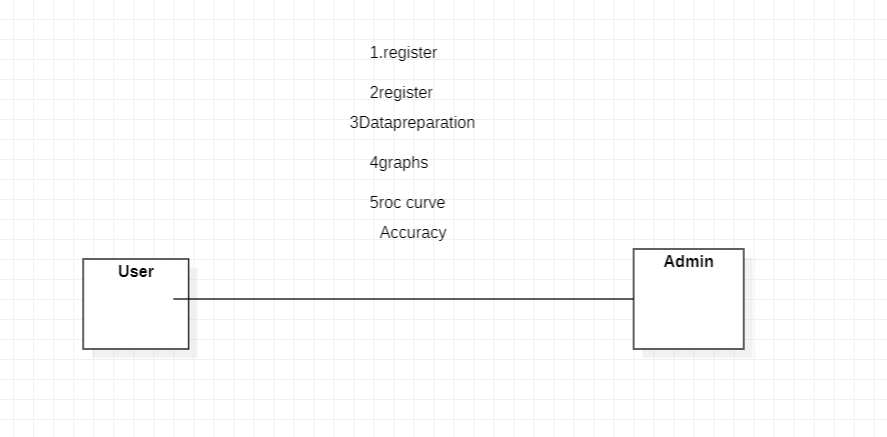 1.register
2register
3Datapreparation
4graphs
5roc curve
Accuracy
User
Admin